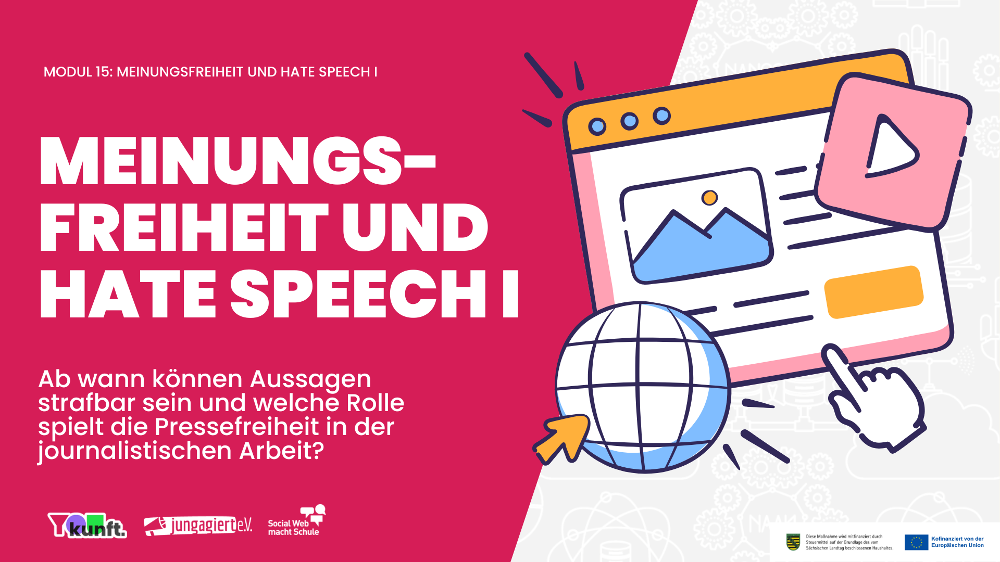 MODUL 15: MEINUNGSFREIHEIT UND HATE SPEECH I
MEINUNGS-
FREIHEIT UND
HATE SPEECH I
Ab wann können Aussagen
strafbar sein und welche Rolle
spielt die Pressefreiheit in der
journalistischen Arbeit?
YOU kunft.
jungagiert e.V.
Social Web
macht Schule
Diese Maßnahme wird mitfinanziert durch
Steuermittel auf der Grundlage des vom
Sächsischen Landtag beschlossenen Haushaltes.
Kofinanziert von der
Europäischen Union